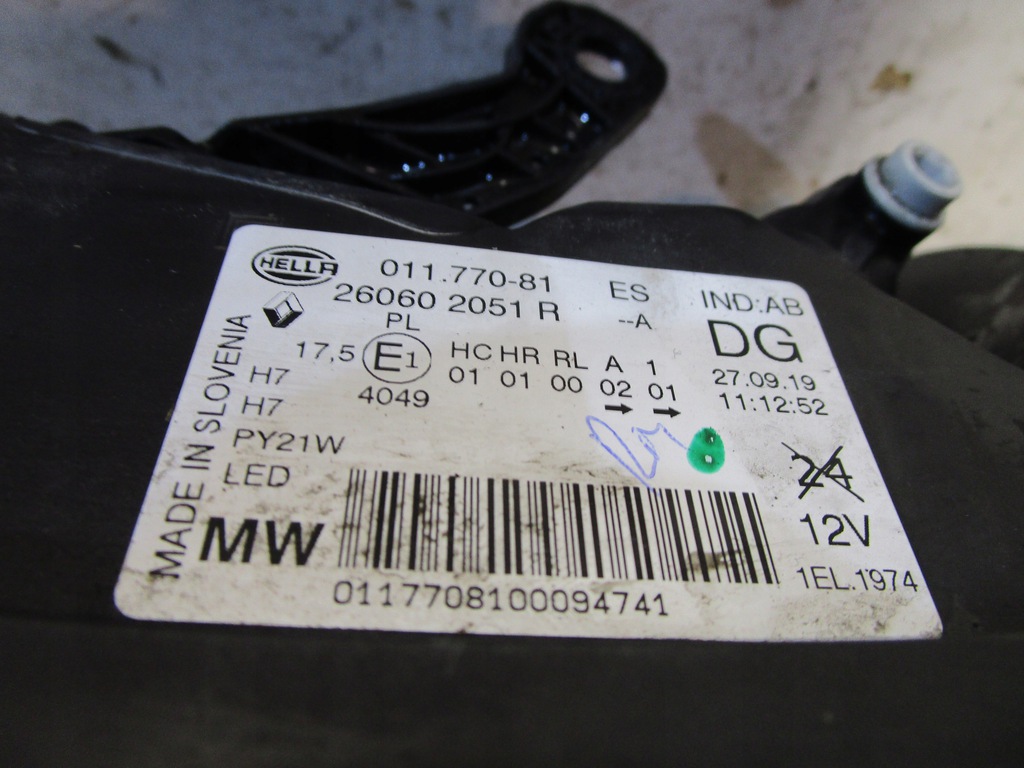 HELLA 011.770-81 ES IND:AB
26060 2051 R --A DG
PL
17,5 E1 HC HR RL A 1 27.09.19
H7 4049 01 01 00 02 01 11:12:52
H7
PY21W 24
LED
MW 12V
1EL.1974
0117708100094741
MADE IN SLOVENIA